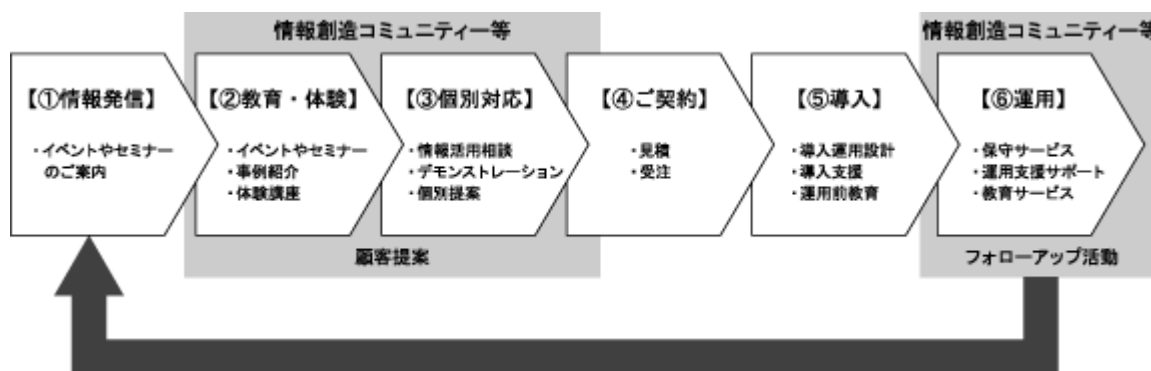 情報創造コミュニティー等
情報創造コミュニティー等
【①情報発信】
・イベントやセミナー
のご案内
【②教育・体験】
・イベントやセミナー
・事例紹介
・体験講座
【③個別対応】
・情報活用相談
・デモンストレーション
・個別提案
【④ご契約】
・見積
・受注
【⑤導入】
・導入運用設計
・導入支援
・運用前教育
【⑥運用】
・保守サービス
・運用支援サポート
・教育サービス
顧客提案
フォローアップ活動